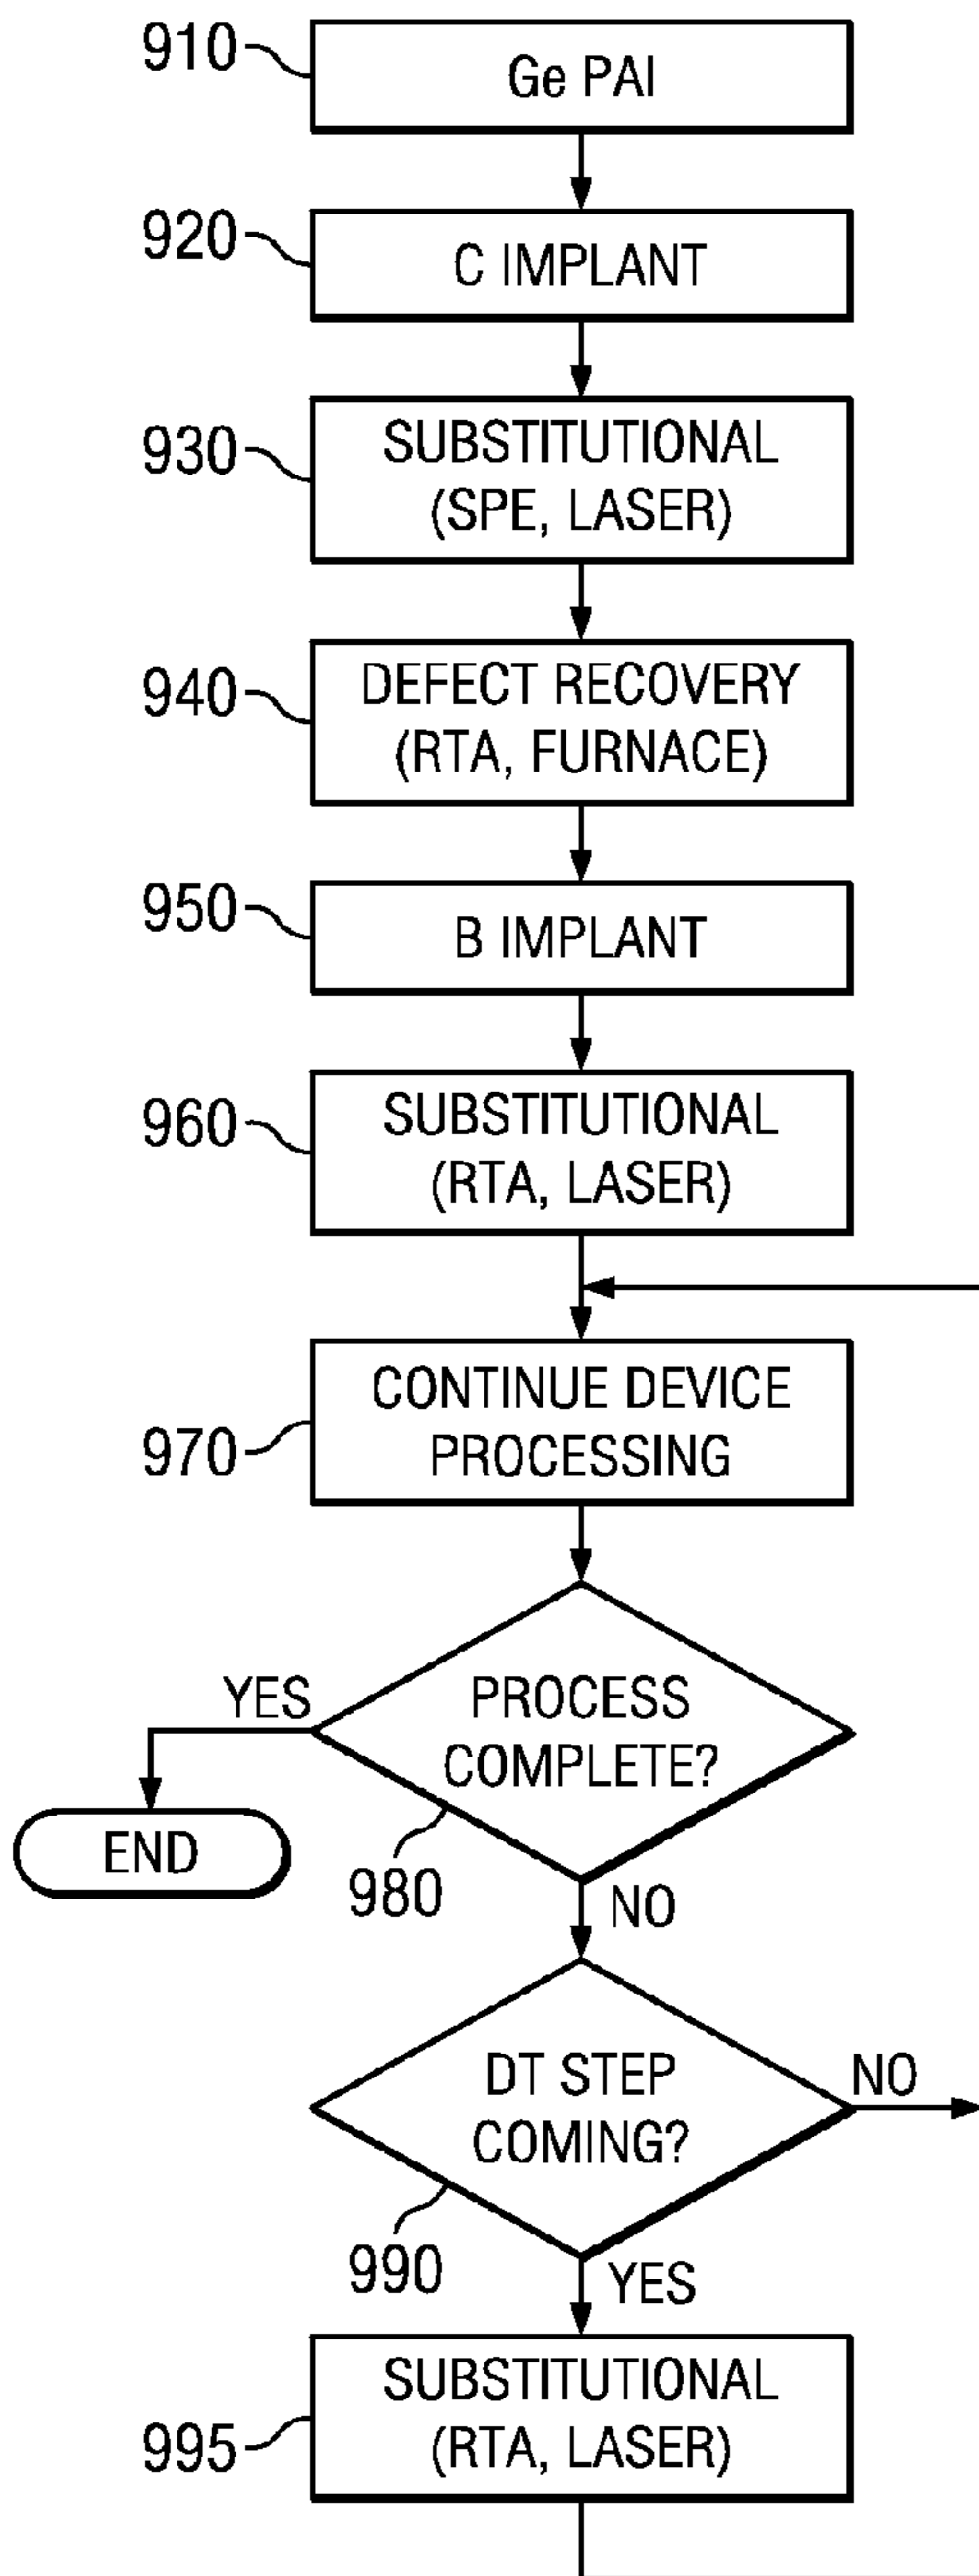 910
Ge PAI
920
C IMPLANT
930
SUBSTITUTIONAL
(SPE, LASER)
940
DEFECT RECOVERY
(RTA, FURNACE)
950
B IMPLANT
960
SUBSTITUTIONAL
(RTA, LASER)
970
CONTINUE DEVICE
PROCESSING
YES
PROCESS
COMPLETE?
END
980
NO
DT STEP
COMING?
NO
990
YES
995
SUBSTITUTIONAL
(RTA, LASER)